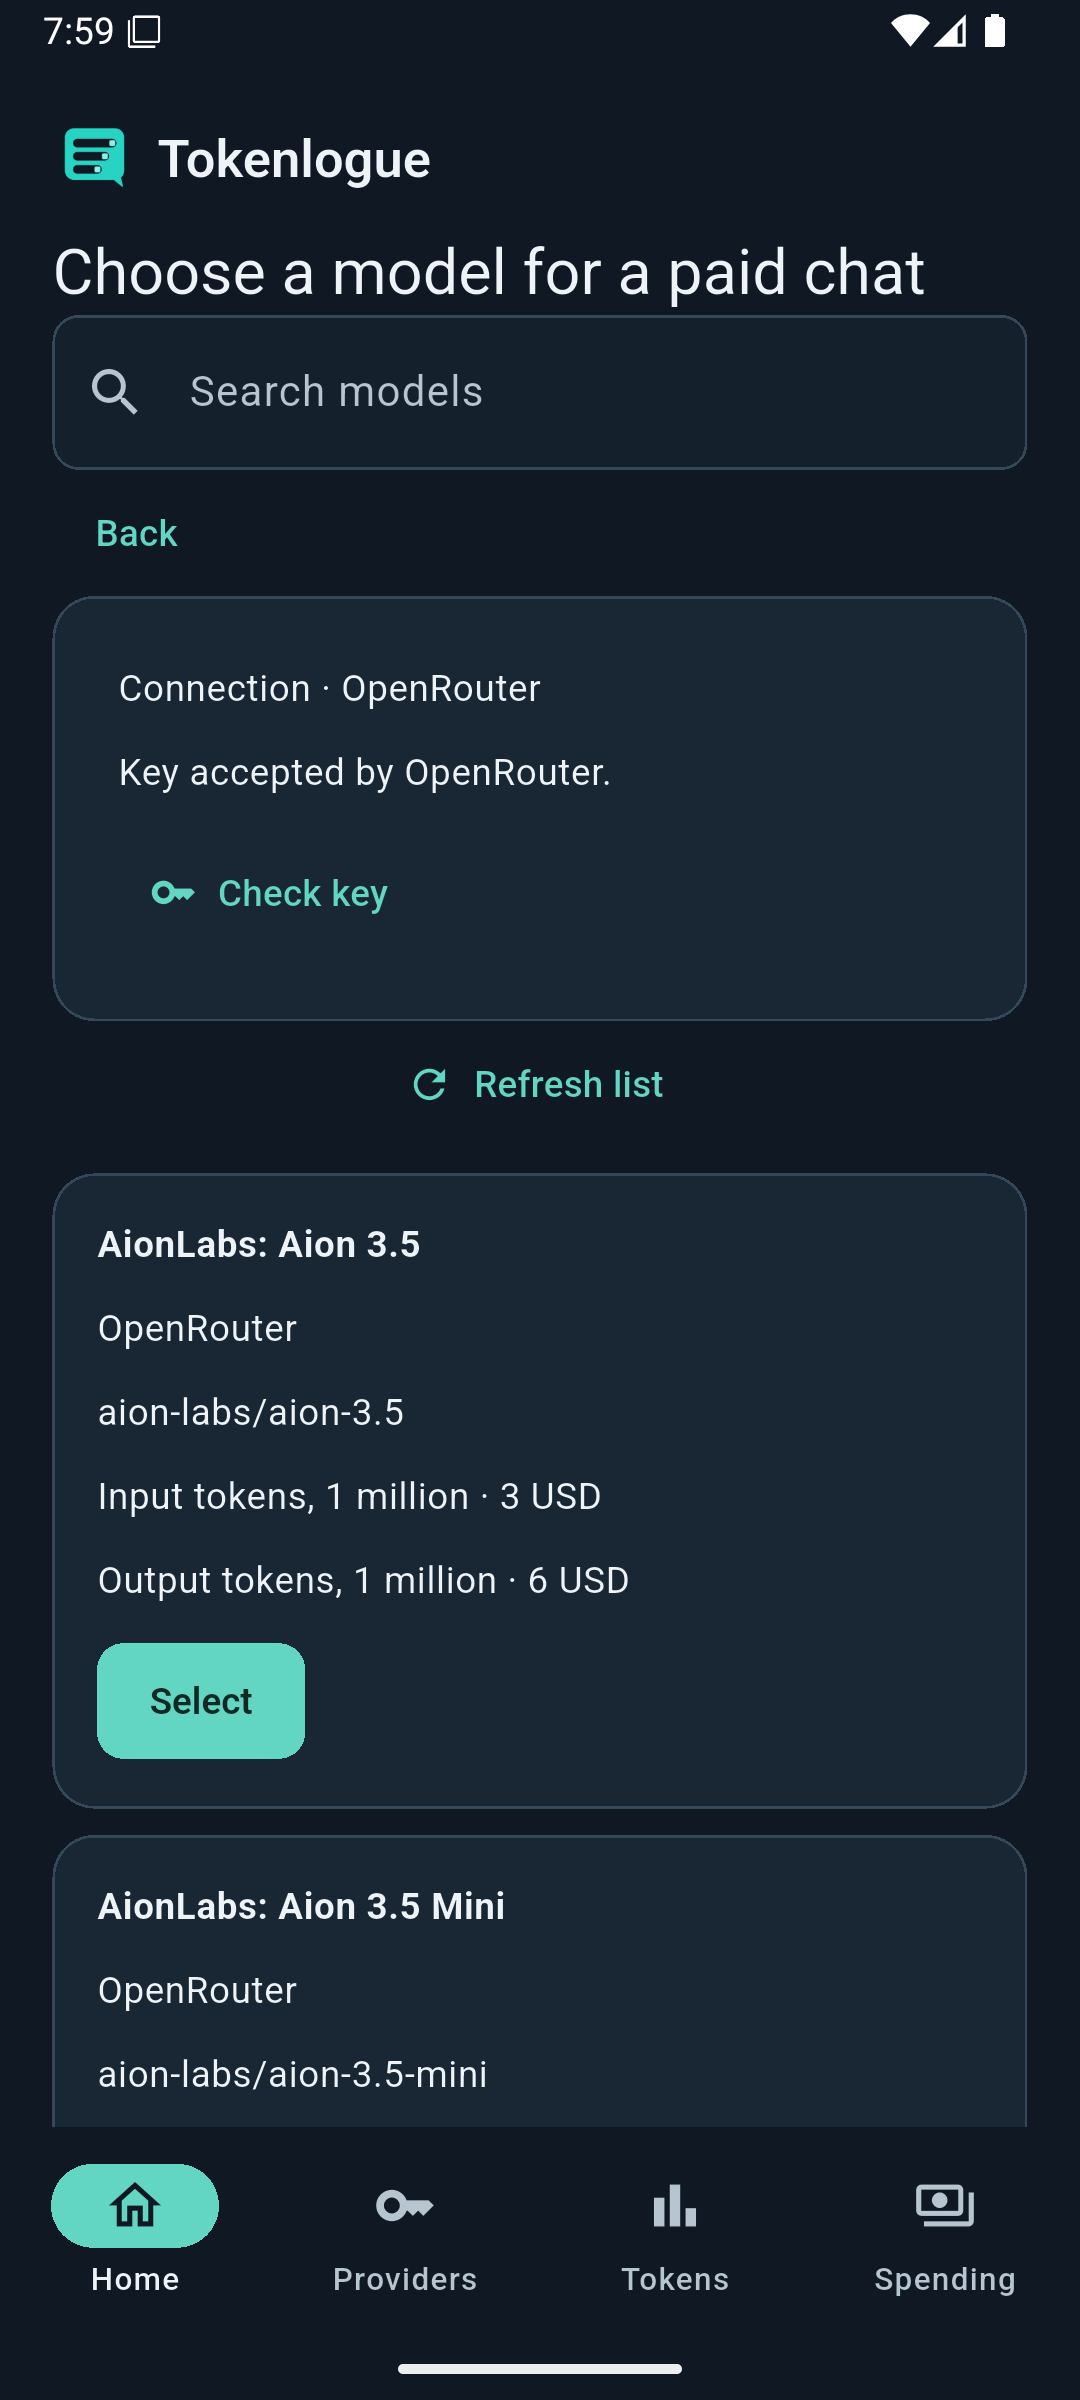 7:59
Tokenlogue
Choose a model for a paid chat
Search models
Back
Connection · OpenRouter
Key accepted by OpenRouter.
Check key
Refresh list
AionLabs: Aion 3.5
OpenRouter
aion-labs/aion-3.5
Input tokens, 1 million · 3 USD
Output tokens, 1 million · 6 USD
Select
AionLabs: Aion 3.5 Mini
OpenRouter
aion-labs/aion-3.5-mini
Home
Providers
Tokens
Spending